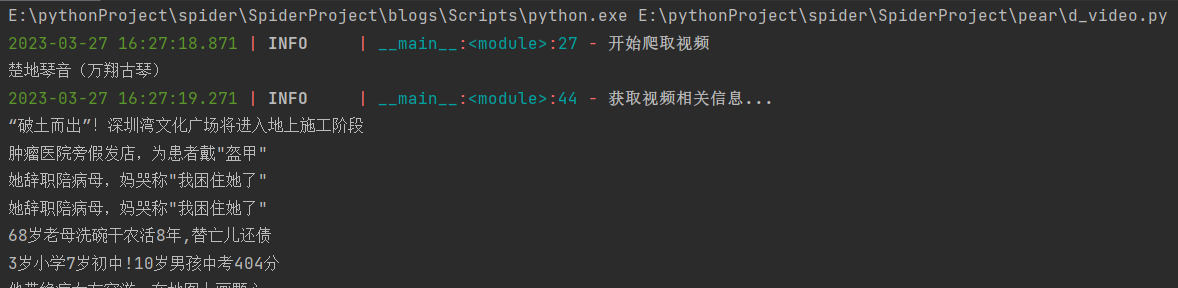 E:\pythonProject\spider\SpiderProject\blogs\Scripts\python.exe E:\pythonProject\spider\SpiderProject\pear\d_video.py
2023-03-27 16:27:18.871 | INFO     | __main__:<module>:27 - 开始爬取视频
楚地琴音（万翔古琴）
2023-03-27 16:27:19.271 | INFO     | __main__:<module>:44 - 获取视频相关信息...
“破土而出”！深圳湾文化广场将进入地上施工阶段
肿瘤医院旁假发店，为患者戴"盔甲"
她辞职陪病母，妈哭称"我困住她了"
她辞职陪病母，妈哭称"我困住她了"
68岁老母洗碗干农活8年,替亡儿还债
3岁小学7岁初中!10岁男孩中考404分